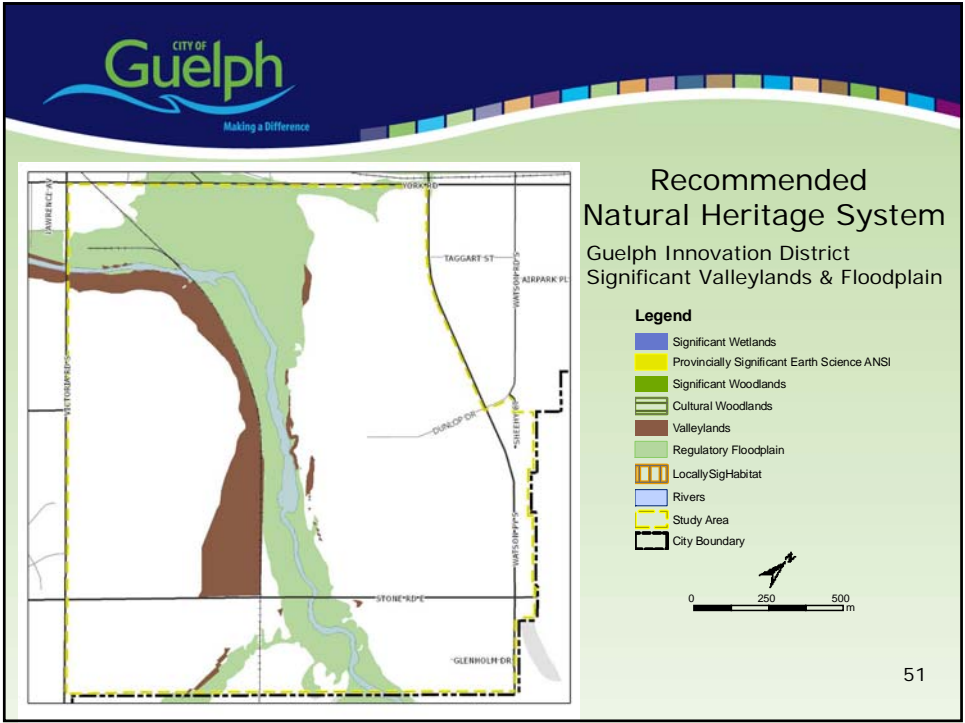 CITY OF
Guelph
Making a Difference
Recommended
Natural Heritage System
Guelph Innovation District
Significant Valleylands & Floodplain
Legend
Significant Wetlands
Provincially Significant Earth Science ANSI
Significant Woodlands
Cultural Woodlands
Valleylands
Regulatory Floodplain
LocallySigHabitat
Rivers
Study Area
City Boundary
N
0 250 500
m
YORK RD
LAWRENCE AV
TAGGART ST
WATSON RD S
AIRPARK PL
VICTORIA RD S
DUNLOP DR
WATSON PY S
STONE RD E
GLENHOLM DR
51